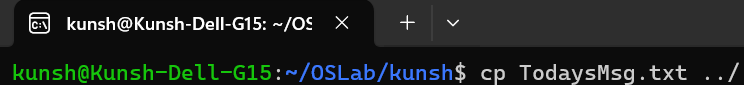 kunsh@Kunsh-Dell-G15: ~/OS
kunsh@Kunsh-Dell-G15:~/OSLab/kunsh$ cp TodaysMsg.txt ../